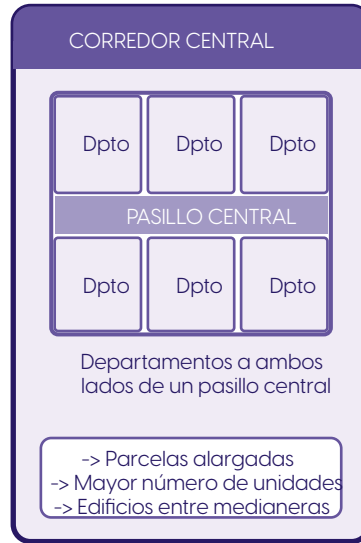 CORREDOR CENTRAL
Dpto Dpto Dpto
PASILLO CENTRAL
Dpto Dpto Dpto
Departamentos a ambos
lados de un pasillo central
-> Parcelas alargadas
-> Mayor número de unidades
-> Edificios entre medianeras